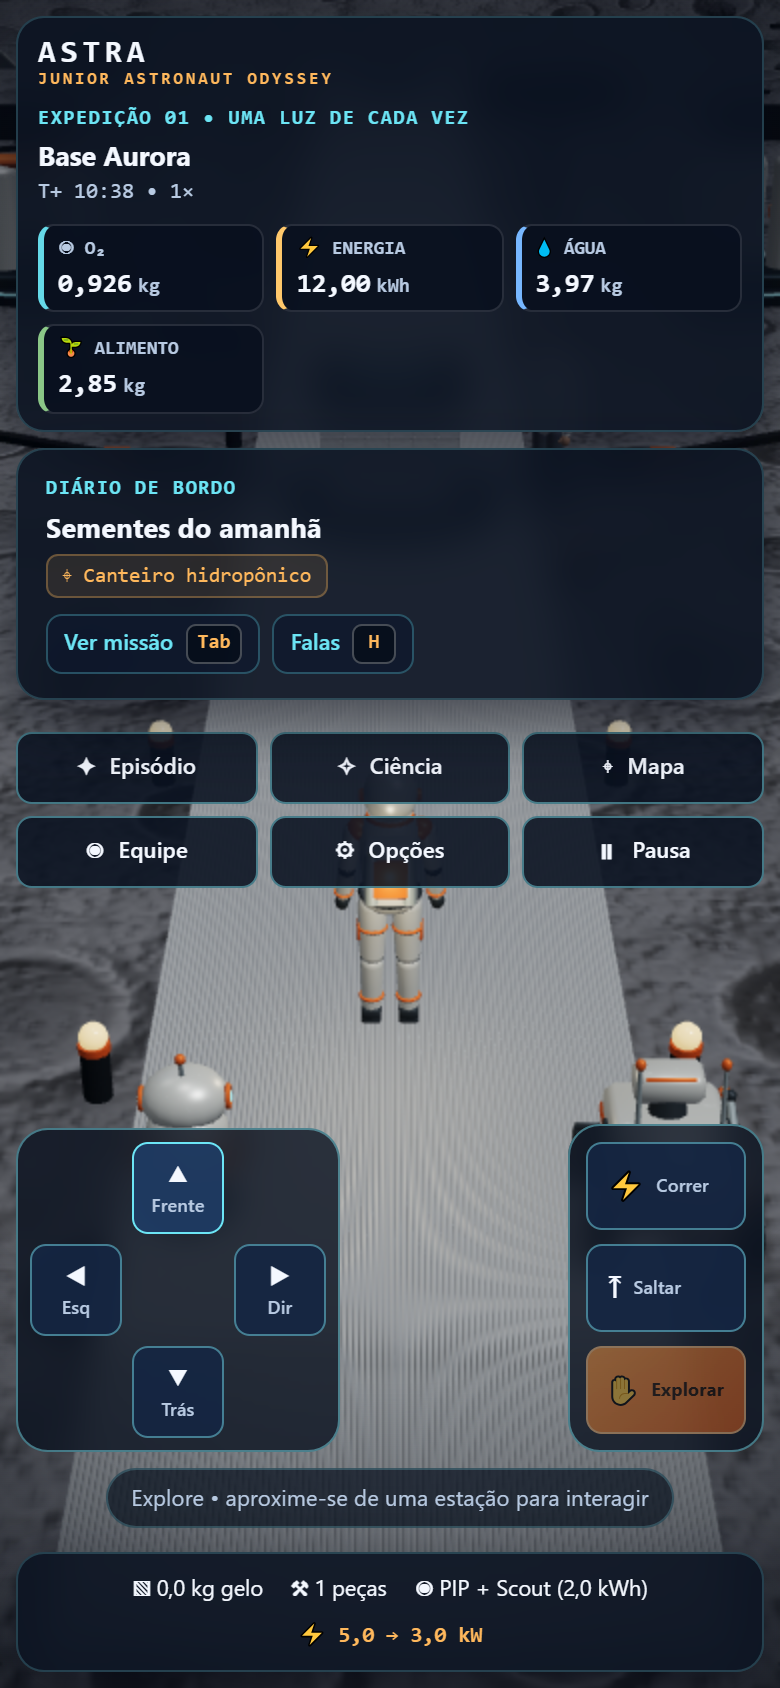 ASTRA
JUNIOR ASTRONAUT ODYSSEY
EXPEDIÇÃO 01 • UMA LUZ DE CADA VEZ
Base Aurora
T+ 10:38 • 1×
O₂
0,926 kg
ENERGIA
12,00 kWh
ÁGUA
3,97 kg
ALIMENTO
2,85 kg
DIÁRIO DE BORDO
Sementes do amanhã
Canteiro hidropônico
Ver missão Tab
Falas H
Episódio
Ciência
Mapa
Equipe
Opções
Pausa
Frente
Esq
Dir
Trás
Correr
Saltar
Explorar
Explore • aproxime-se de uma estação para interagir
0,0 kg gelo 1 peças PIP + Scout (2,0 kWh)
5,0 → 3,0 kW